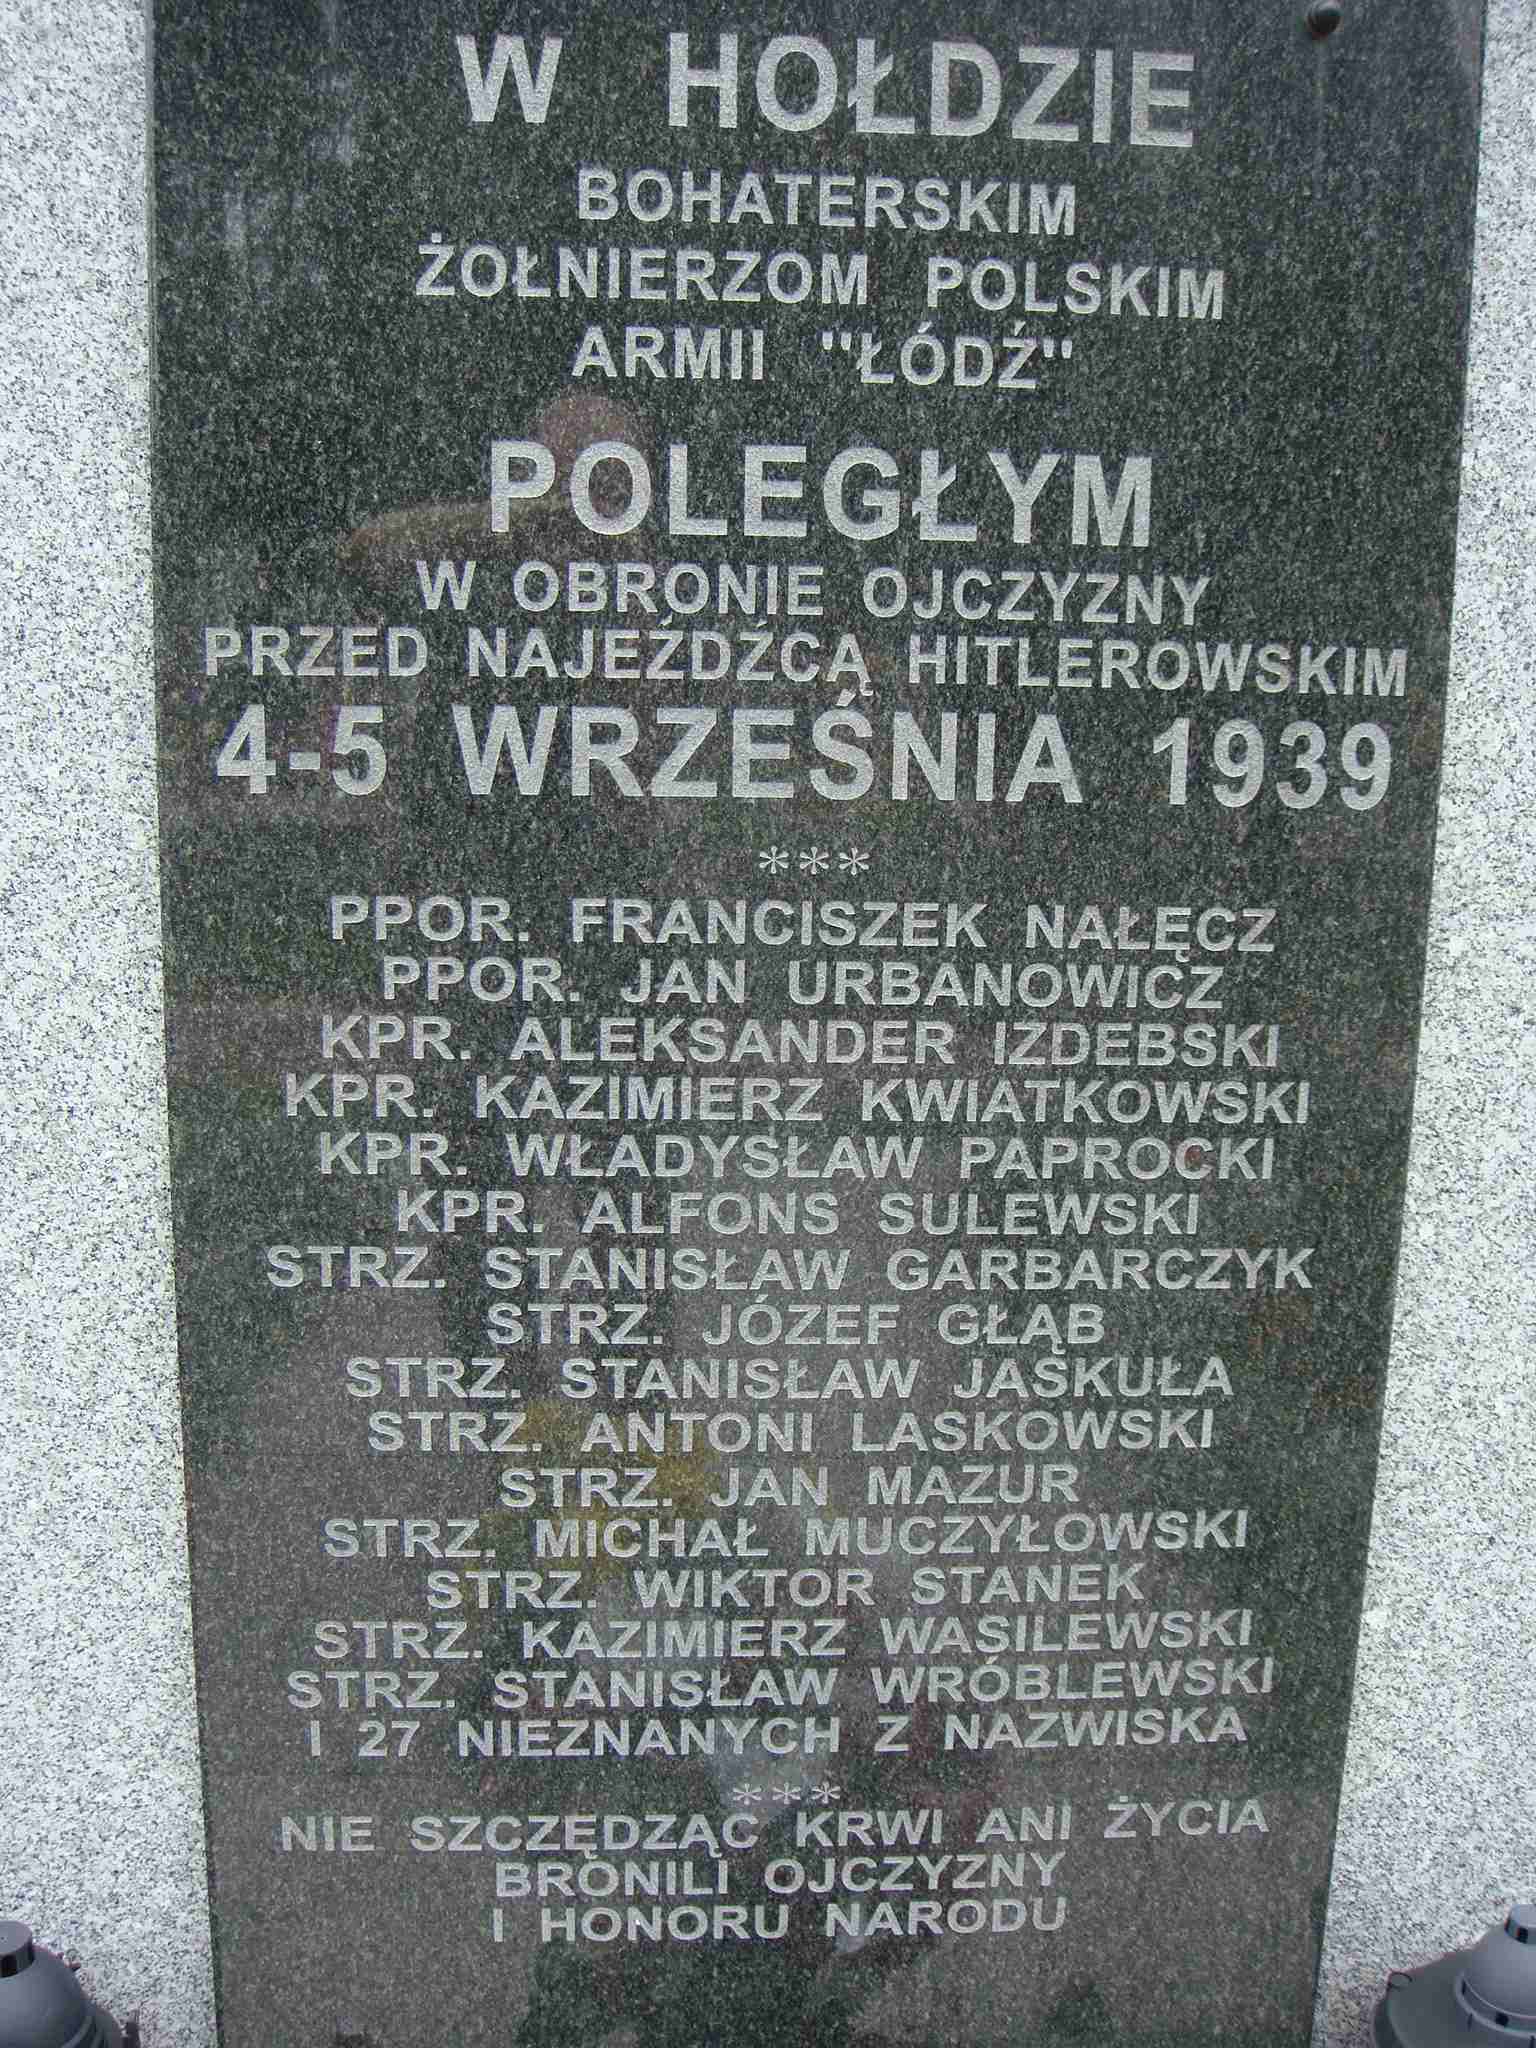 W HOŁDZIE
BOHATERSKIM
ŻOŁNIERZOM POLSKIM
ARMII "ŁÓDŹ"
POLEGŁYM
W OBRONIE OJCZYZNY
PRZED NAJEŹDŹCĄ HITLEROWSKIM
4-5 WRZEŚNIA 1939
***
PPOR. FRANCISZEK NAŁĘCZ
PPOR. JAN URBANOWICZ
KPR. ALEKSANDER IZDEBSKI
KPR. KAZIMIERZ KWIATKOWSKI
KPR. WŁADYSŁAW PAPROCKI
KPR. ALFONS SULEWSKI
STRZ. STANISŁAW GARBARCZYK
STRZ. JÓZEF GŁĄB
STRZ. STANISŁAW JASKUŁA
STRZ. ANTONI LASKOWSKI
STRZ. JAN MAZUR
STRZ. MICHAŁ MUCZYŁOWSKI
STRZ. WIKTOR STANEK
STRZ. KAZIMIERZ WASILEWSKI
STRZ. STANISŁAW WRÓBLEWSKI
I 27 NIEZNANYCH Z NAZWISKA
***
NIE SZCZĘDZĄC KRWI ANI ŻYCIA
BRONILI OJCZYZNY
I HONORU NARODU